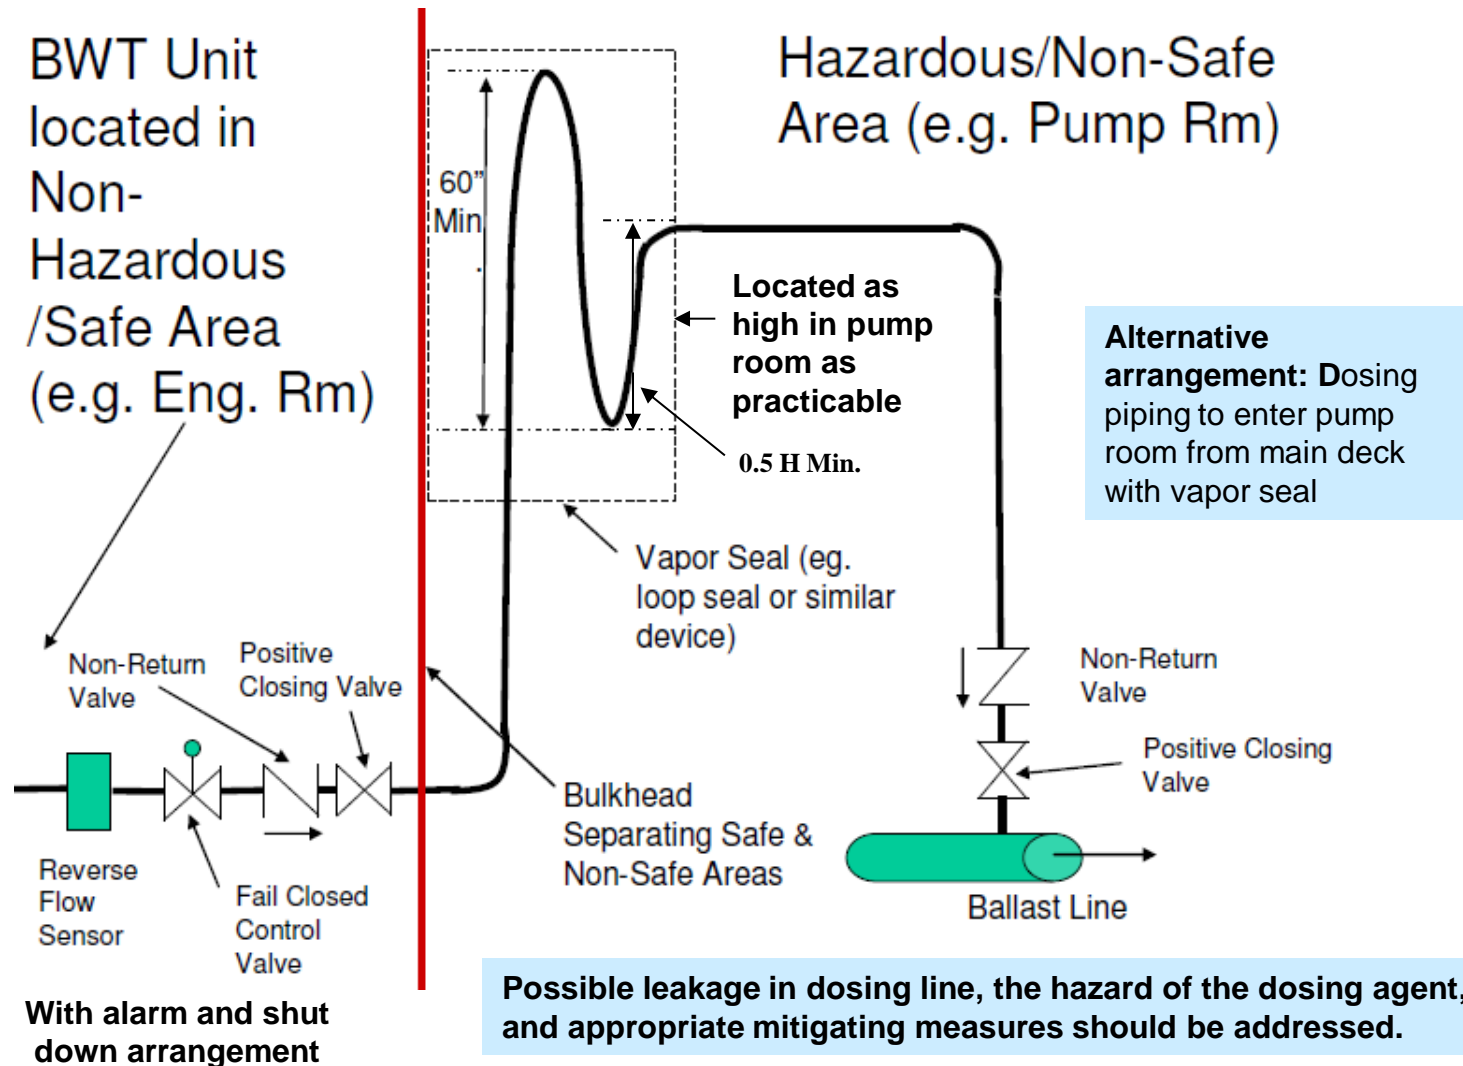 BWT Unit
located in
Non-
Hazardous
/Safe Area
(e.g. Eng. Rm)
Hazardous/Non-Safe
Area (e.g. Pump Rm)
60”
Min
.
Located as
high in pump
room as
practicable
0.5 H Min.
Alternative
arrangement: Dosing
piping to enter pump
room from main deck
with vapor seal
Vapor Seal (eg.
loop seal or similar
device)
Non-Return
Valve
Positive
Closing Valve
Non-Return
Valve
Positive Closing
Valve
Bulkhead
Separating Safe &
Non-Safe Areas
Reverse
Flow
Sensor
Fail Closed
Control
Valve
Ballast Line
With alarm and shut
down arrangement
Possible leakage in dosing line, the hazard of the dosing agent,
and appropriate mitigating measures should be addressed.